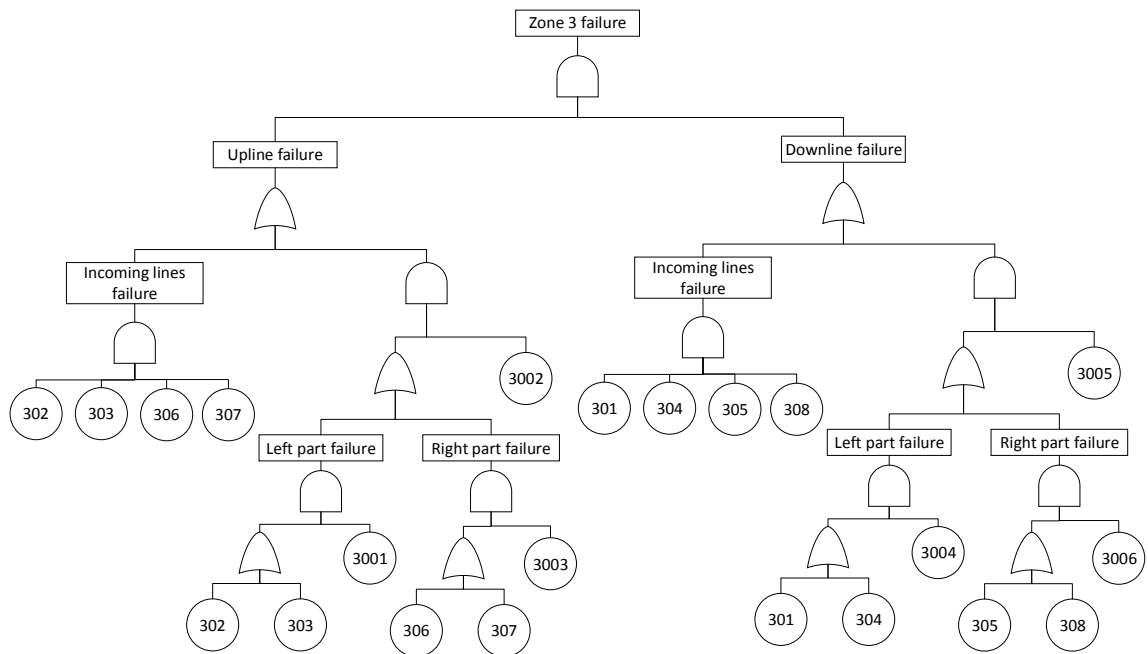 Zone 3 failure
Upline failure
Downline failure
Incoming lines
failure
Incoming lines
failure
3002
3005
302
303
306
307
301
304
305
308
Left part failure
Right part failure
Left part failure
Right part failure
3001
3003
3004
3006
302
303
306
307
301
304
305
308